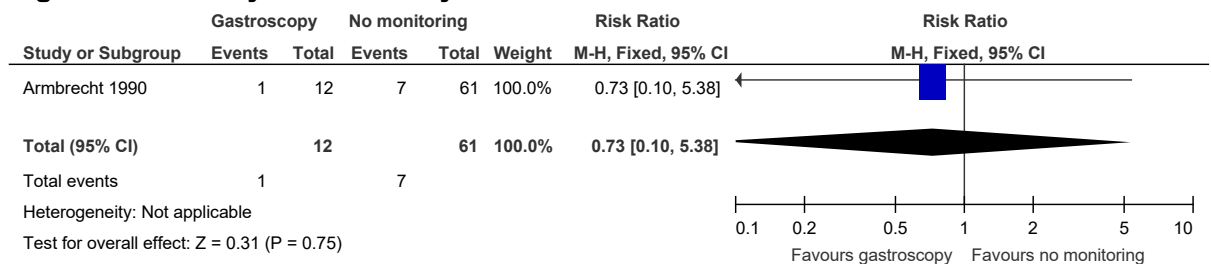 Gastroscopy No monitoring Risk Ratio Risk Ratio
Study or Subgroup Events Total Events Total Weight M-H, Fixed, 95% CI M-H, Fixed, 95% CI
Armbrecht 1990 1 12 7 61 100.0% 0.73 [0.10, 5.38]
Total (95% CI) 12 61 100.0% 0.73 [0.10, 5.38]
Total events 1 7
Heterogeneity: Not applicable
Test for overall effect: Z = 0.31 (P = 0.75)
0.1 0.2 0.5 1 2 5 10
Favours gastroscopy Favours no monitoring